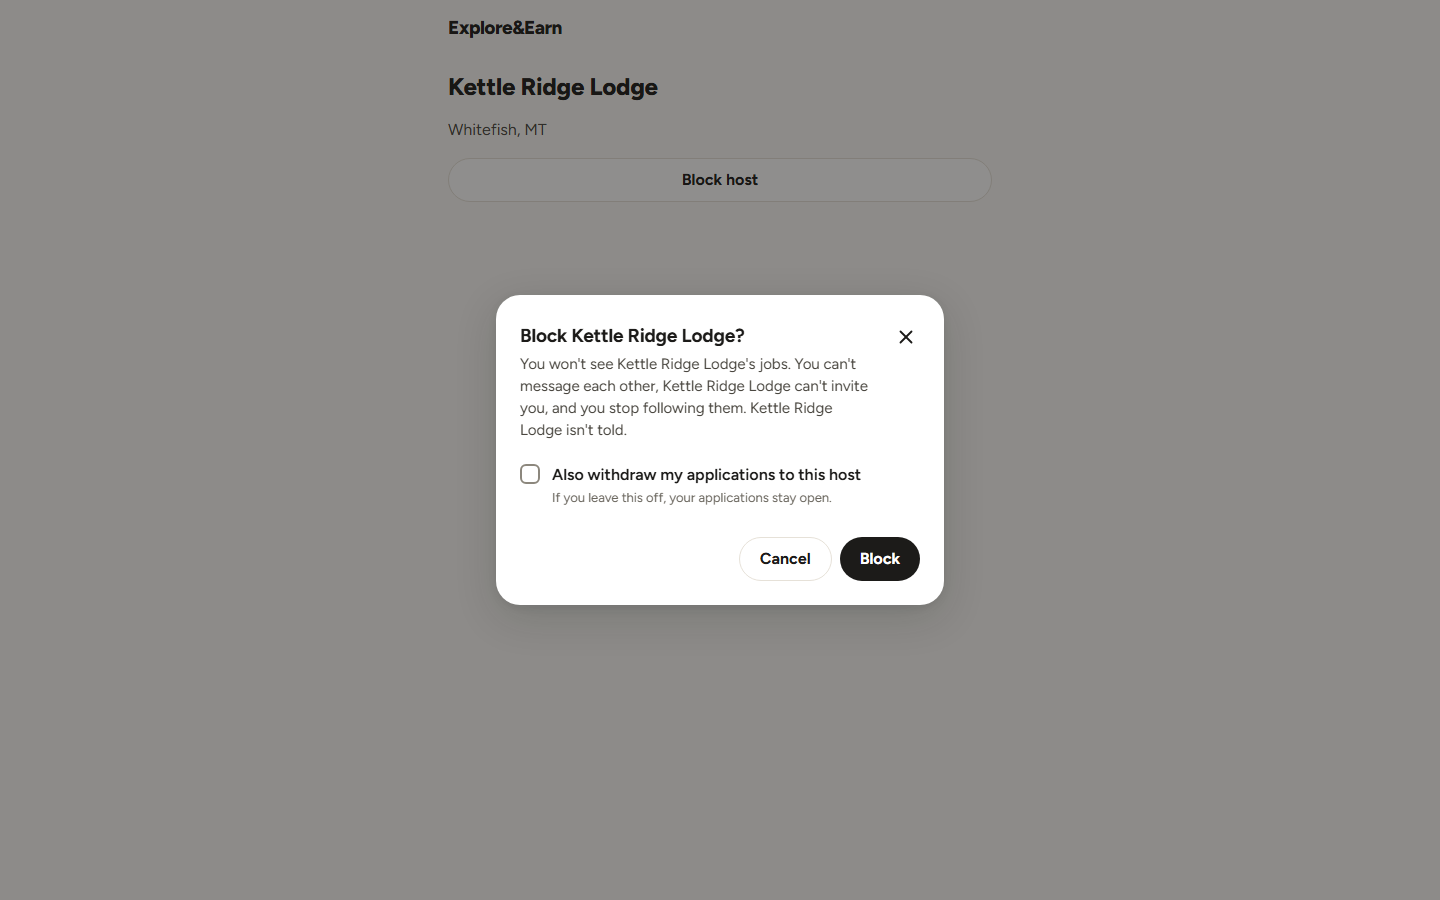 Explore&Earn
Kettle Ridge Lodge
Whitefish, MT
Block host
Block Kettle Ridge Lodge?
You won't see Kettle Ridge Lodge's jobs. You can't
message each other, Kettle Ridge Lodge can't invite
you, and you stop following them. Kettle Ridge
Lodge isn't told.
Also withdraw my applications to this host
If you leave this off, your applications stay open.
Cancel
Block